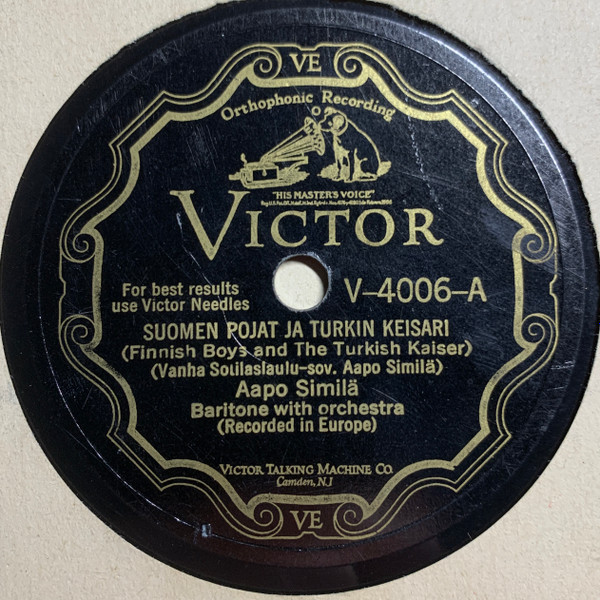 VE
Orthophonic Recording
"HIS MASTER'S VOICE"
VICTOR
For best results
use Victor Needles
V-4006-A
SUOMEN POJAT JA TURKIN KEISARI
(Finnish Boys and The Turkish Kaiser)
(Vanha Sotilaslaulu-sov. Aapo Similä)
Aapo Similä
Baritone with orchestra
(Recorded in Europe)
VICTOR TALKING MACHINE CO.
Camden, N.J
VE